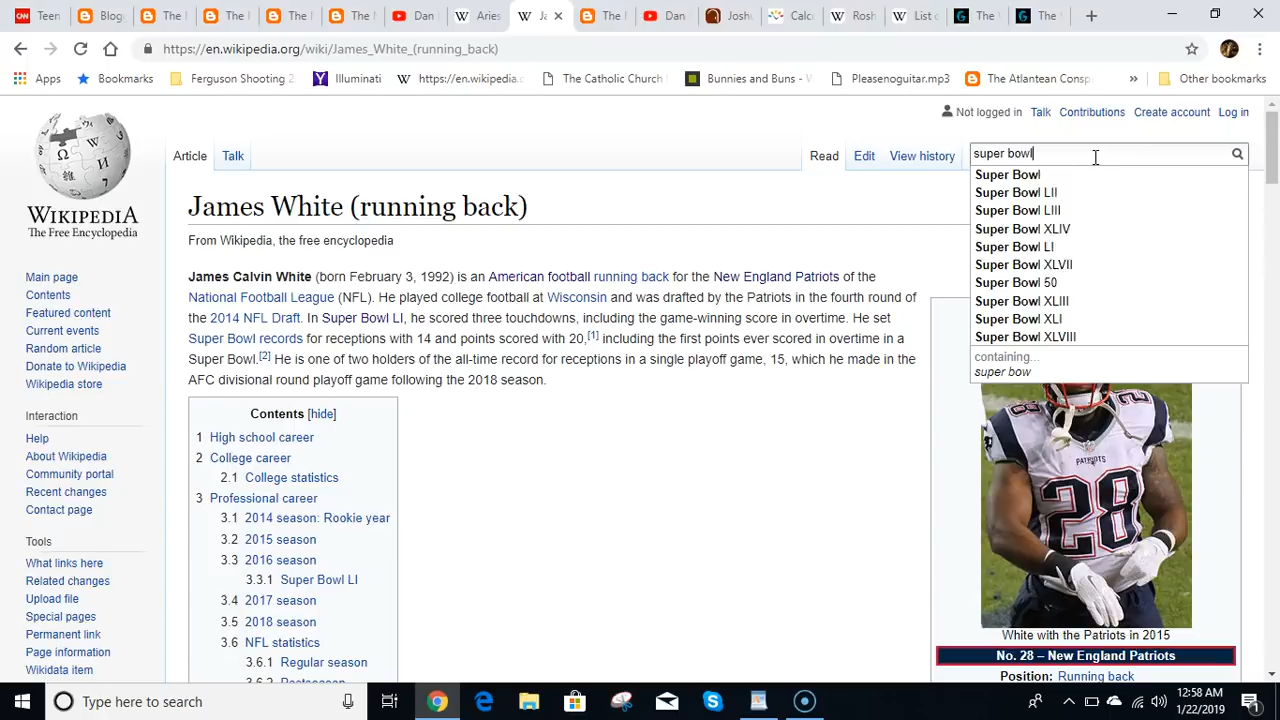 Teen
Blog
The I
The I
The I
The I
Dan
Aries
Ja
The I
Dan
Joshu
Calcu
Rosh
List c
The
The
https://en.wikipedia.org/wiki/James_White_(running_back)
Apps
Bookmarks
Ferguson Shooting 2
Illuminati
https://en.wikipedia.
The Catholic Church
Bunnies and Buns -
Pleasenoguitar.mp3
The Atlantean Consp
Other bookmarks
Not logged in Talk Contributions Create account Log in
Article Talk Read Edit View history
super bowl
Super Bowl
Super Bowl LII
Super Bowl LIII
Super Bowl XLIV
Super Bowl LI
Super Bowl XLVII
Super Bowl 50
Super Bowl XLIII
Super Bowl XLI
Super Bowl XLVIII
containing...
super bow
WIKIPEDIA
The Free Encyclopedia
Main page
Contents
Featured content
Current events
Random article
Donate to Wikipedia
Wikipedia store
Interaction
Help
About Wikipedia
Community portal
Recent changes
Contact page
Tools
What links here
Related changes
Upload file
Special pages
Permanent link
Page information
Wikidata item
James White (running back)
From Wikipedia, the free encyclopedia
James Calvin White (born February 3, 1992) is an American football running back for the New England Patriots of the
National Football League (NFL). He played college football at Wisconsin and was drafted by the Patriots in the fourth round of
the 2014 NFL Draft. In Super Bowl LI, he scored three touchdowns, including the game-winning score in overtime. He set
Super Bowl records for receptions with 14 and points scored with 20,[1] including the first points ever scored in overtime in a
Super Bowl.[2] He is one of two holders of the all-time record for receptions in a single playoff game, 15, which he made in the
AFC divisional round playoff game following the 2018 season.
Contents [hide]
1 High school career
2 College career
2.1 College statistics
3 Professional career
3.1 2014 season: Rookie year
3.2 2015 season
3.3 2016 season
3.3.1 Super Bowl LI
3.4 2017 season
3.5 2018 season
3.6 NFL statistics
3.6.1 Regular season
3.6.2 Postseason
28
PATRIOTS
28
White with the Patriots in 2015
No. 28 – New England Patriots
Position: Running back
Type here to search
12:58 AM
1/22/2019
1